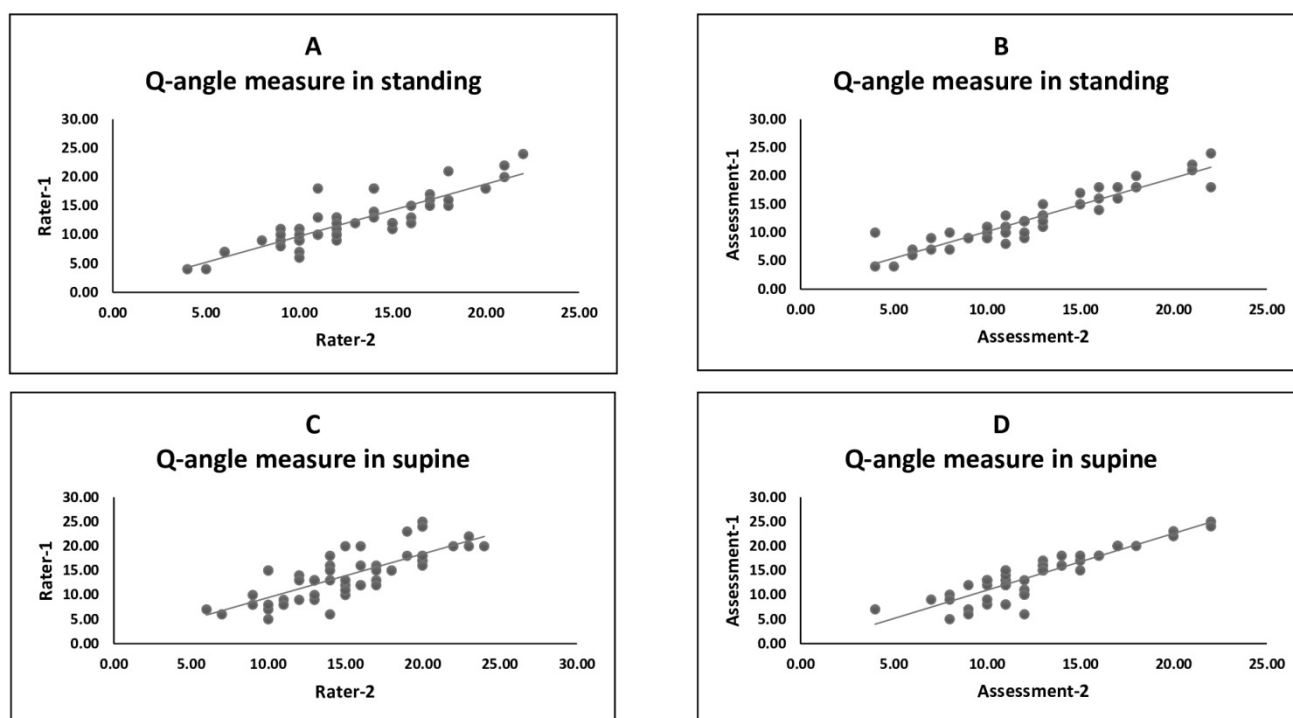 A
Q-angle measure in standing
30.00
25.00
20.00
15.00
10.00
5.00
0.00
Rater-1
0.00 5.00 10.00 15.00 20.00 25.00
Rater-2
B
Q-angle measure in standing
30.00
25.00
20.00
15.00
10.00
5.00
0.00
Assessment-1
0.00 5.00 10.00 15.00 20.00 25.00
Assessment-2
C
Q-angle measure in supine
30.00
25.00
20.00
15.00
10.00
5.00
0.00
Rater-1
0.00 5.00 10.00 15.00 20.00 25.00 30.00
Rater-2
D
Q-angle measure in supine
30.00
25.00
20.00
15.00
10.00
5.00
0.00
Assessment-1
0.00 5.00 10.00 15.00 20.00 25.00
Assessment-2